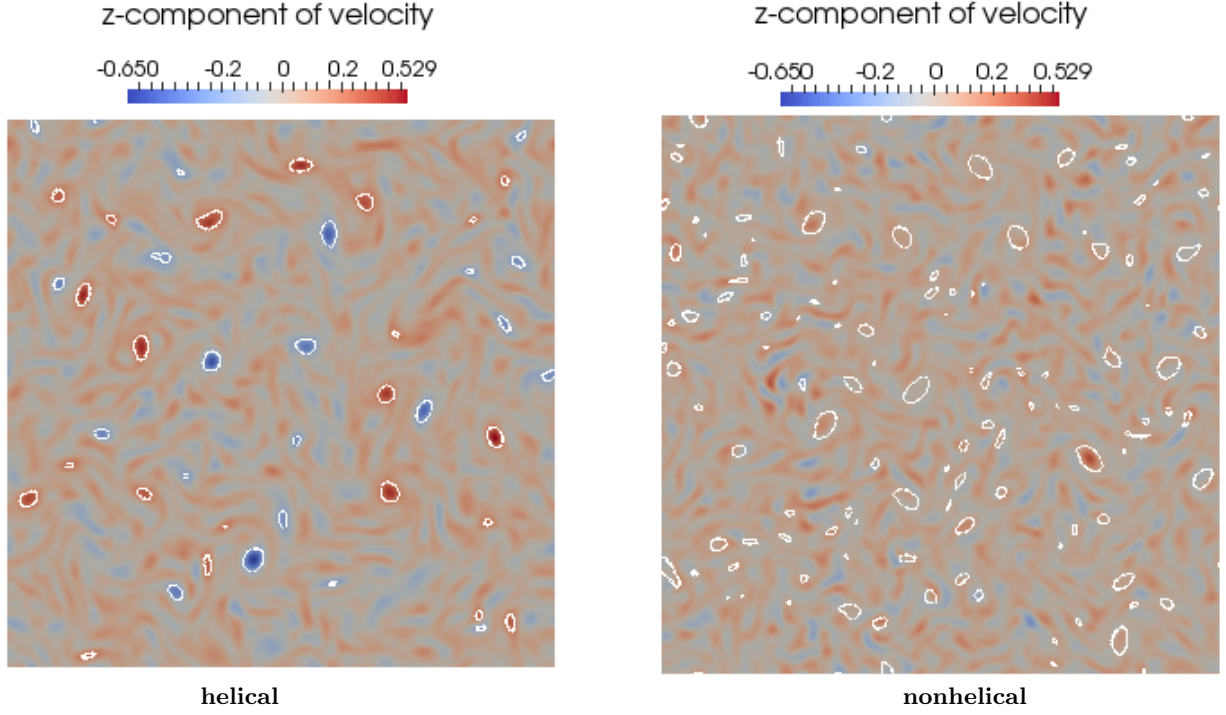 z-component of velocity
-0.650 -0.2 0 0.2 0.529
helical
z-component of velocity
-0.650 -0.2 0 0.2 0.529
nonhelical